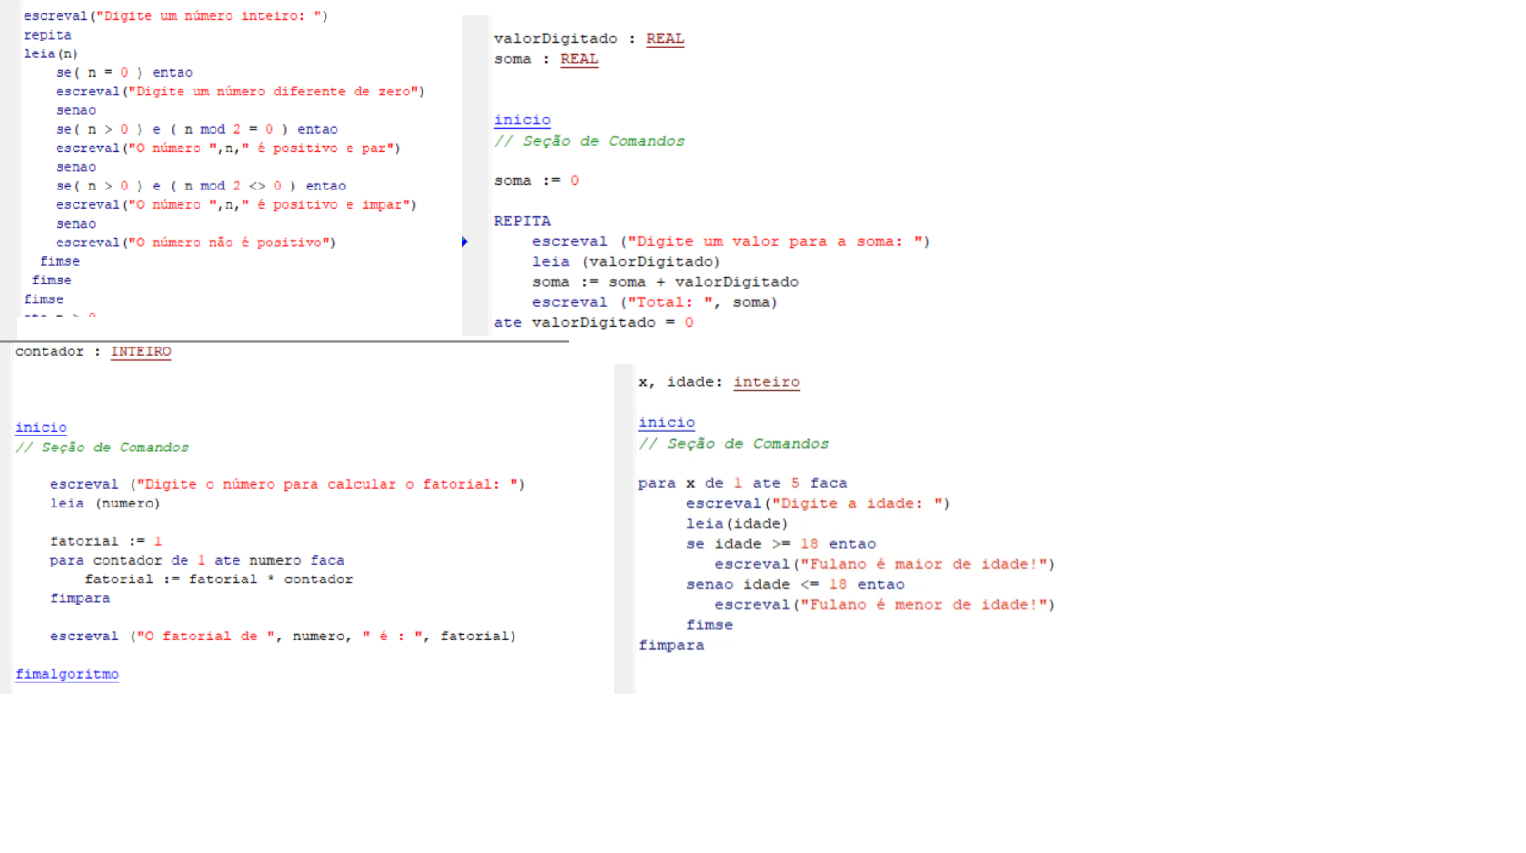 escreval("Digite um número inteiro: ")
repita
leia(n)
se( n = 0 ) entao
escreval("Digite um número diferente de zero")
senao
se( n > 0 ) e ( n mod 2 = 0 ) entao
escreval("O número ",n," é positivo e par")
senao
se( n > 0 ) e ( n mod 2 <> 0 ) entao
escreval("O número ",n," é positivo e impar")
senao
escreval("O número não é positivo")
fimse
fimse
fimse
valorDigitado : REAL
soma : REAL
inicio
// Seção de Comandos
soma := 0
REPITA
escreval ("Digite um valor para a soma: ")
leia (valorDigitado)
soma := soma + valorDigitado
escreval ("Total: ", soma)
ate valorDigitado = 0
contador : INTEIRO
inicio
// Seção de Comandos
escreval ("Digite o número para calcular o fatorial: ")
leia (numero)
fatorial := 1
para contador de 1 ate numero faca
fatorial := fatorial * contador
fimpara
escreval ("O fatorial de ", numero, " é : ", fatorial)
fimalgoritmo
x, idade: inteiro
inicio
// Seção de Comandos
para x de 1 ate 5 faca
escreval("Digite a idade: ")
leia(idade)
se idade >= 18 entao
escreval("Fulano é maior de idade!")
senao idade <= 18 entao
escreval("Fulano é menor de idade!")
fimse
fimpara